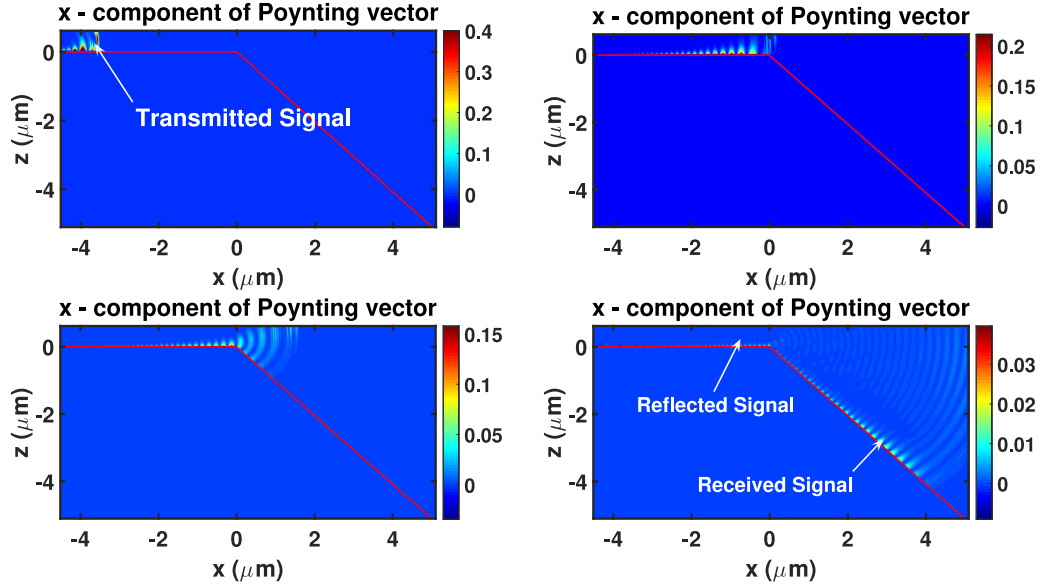 x - component of Poynting vector
0.4
0.3
0.2
0.1
0
0
-2
-4
z (μm)
Transmitted Signal
-4 -2 0 2 4
x (μm)
x - component of Poynting vector
0.2
0.15
0.1
0.05
0
0
-2
-4
z (μm)
-4 -2 0 2 4
x (μm)
x - component of Poynting vector
0.15
0.1
0.05
0
0
-2
-4
z (μm)
-4 -2 0 2 4
x (μm)
x - component of Poynting vector
0.03
0.02
0.01
0
0
-2
-4
z (μm)
Reflected Signal
Received Signal
-4 -2 0 2 4
x (μm)